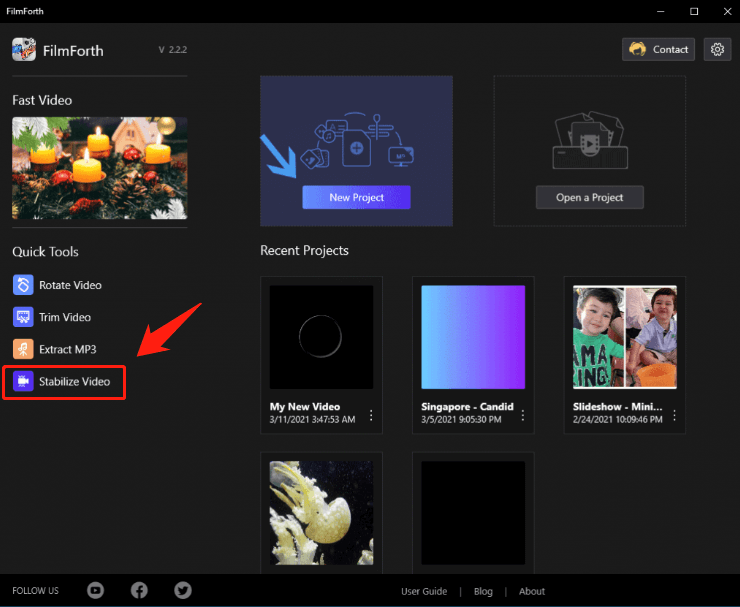 FilmForth
FilmForth
V 2.2.2
Contact
Fast Video
New Project
Open a Project
Quick Tools
Rotate Video
Trim Video
Extract MP3
Stabilize Video
Recent Projects
My New Video
3/11/2021 3:47:53 AM
Singapore - Candid
3/5/2021 9:05:30 PM
Slideshow - Mini...
2/24/2021 10:09:46 PM
FOLLOW US
User Guide | Blog | About